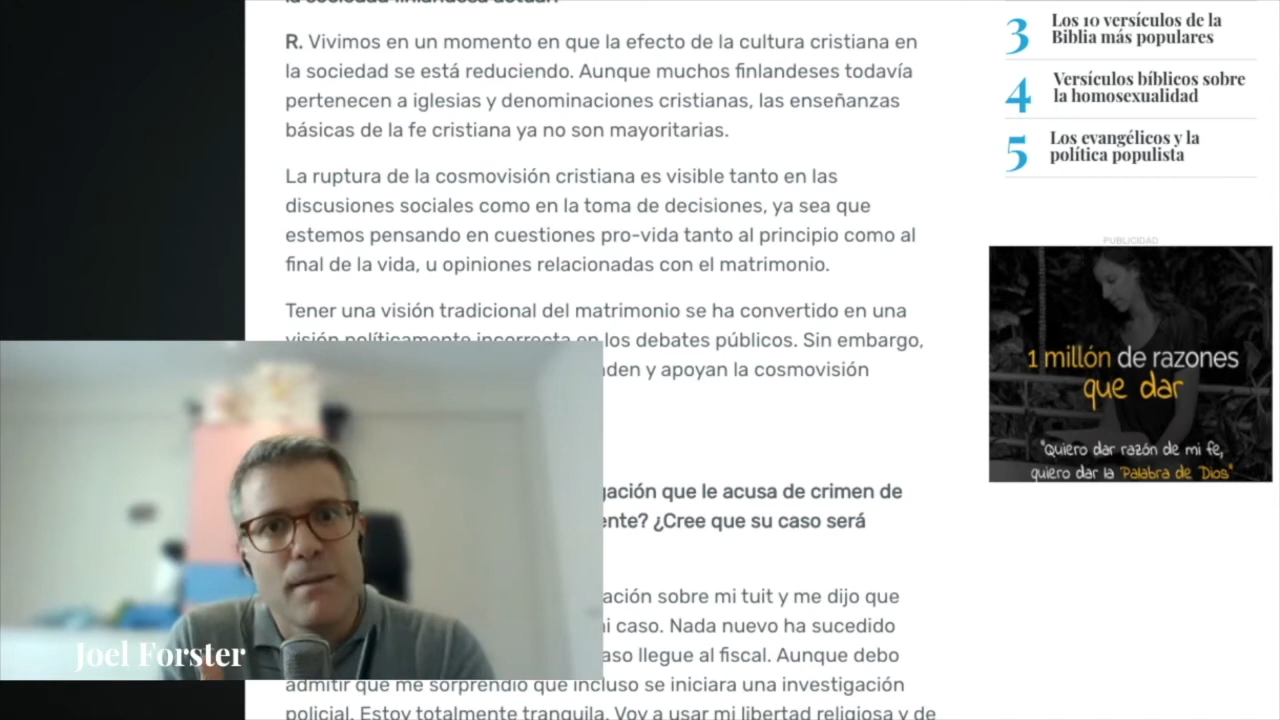 R. Vivimos en un momento en que la efecto de la cultura cristiana en
la sociedad se está reduciendo. Aunque muchos finlandeses todavía
pertenecen a iglesias y denominaciones cristianas, las enseñanzas
básicas de la fe cristiana ya no son mayoritarias.
La ruptura de la cosmovisión cristiana es visible tanto en las
discusiones sociales como en la toma de decisiones, ya sea que
estemos pensando en cuestiones pro-vida tanto al principio como al
final de la vida, u opiniones relacionadas con el matrimonio.
Tener una visión tradicional del matrimonio se ha convertido en una
visión políticamente incorrecta en los debates públicos. Sin embargo,
y apoyan la cosmovisión
que le acusa de crimen de
¿Cree que su caso será
sobre mi tuit y me dijo que
caso. Nada nuevo ha sucedido
llegue al fiscal. Aunque debo
admitir que me sorprendió que incluso se iniciara una investigación
policial. Estoy totalmente tranquila. Voy a usar mi libertad religiosa y de
3 Los 10 versículos de la
Biblia más populares
4 Versículos bíblicos sobre
la homosexualidad
5 Los evangélicos y la
política populista
PUBLICIDAD
1 millón de razones
que dar
"Quiero dar razón de mi fe,
quiero dar la Palabra de Dios"
Joel Forster